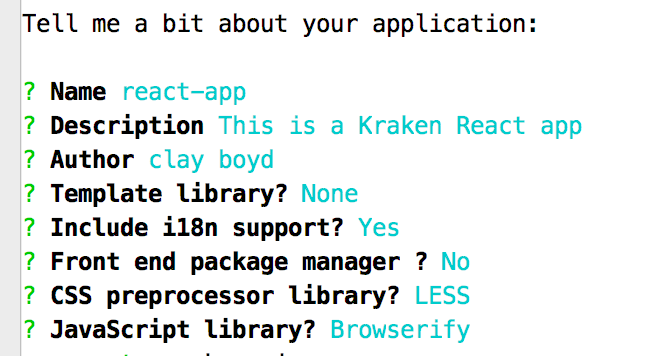 Tell me a bit about your application:
? Name react-app
? Description This is a Kraken React app
? Author clay boyd
? Template library? None
? Include i18n support? Yes
? Front end package manager ? No
? CSS preprocessor library? LESS
? JavaScript library? Browserify